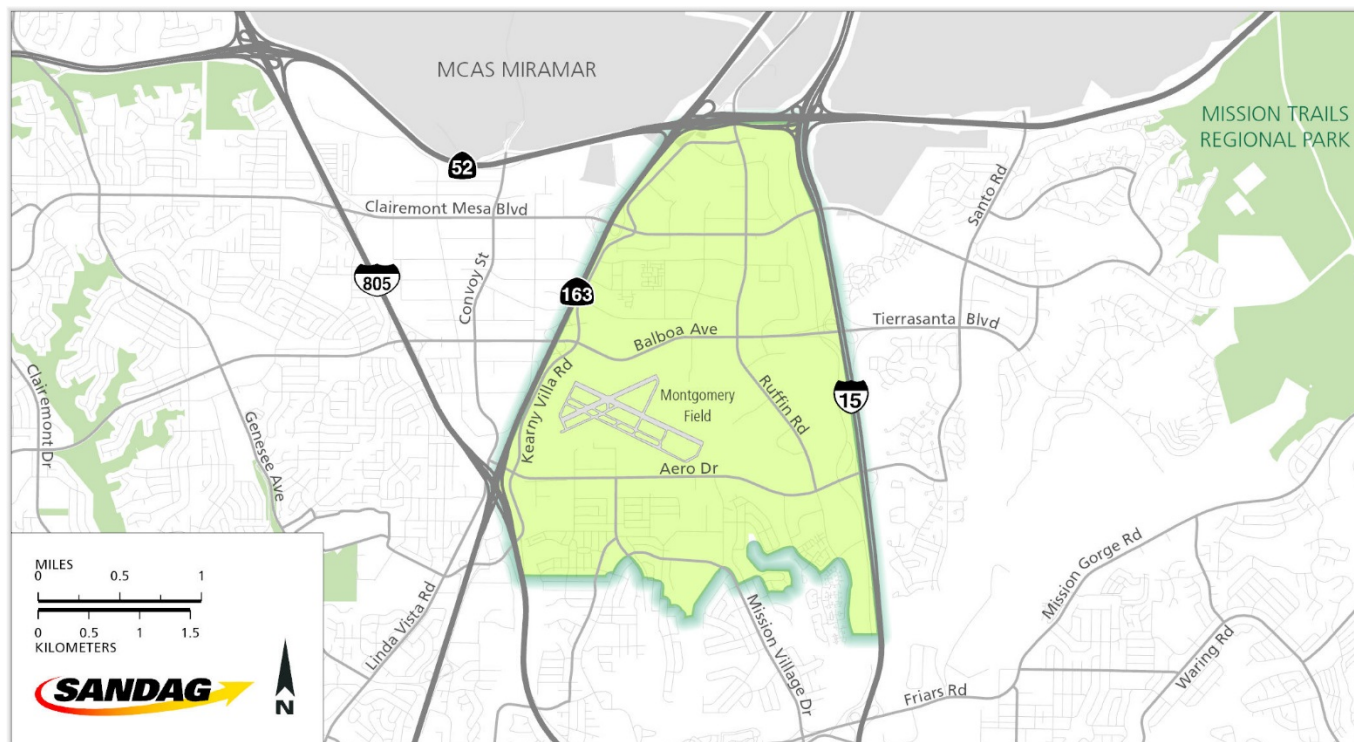 MCAS MIRAMAR
MISSION TRAILS
REGIONAL PARK
52
Santo Rd
Clairemont Mesa Blvd
805
Convoy St
163
Tierrasanta Blvd
Balboa Ave
Kearny Villa Rd
Montgomery
Field
Ruffin Rd
15
Clairemont Dr
Genesee Ave
Aero Dr
Mission Gorge Rd
MILES
0 0.5 1
0 0.5 1 1.5
KILOMETERS
Linda Vista Rd
Mission Village Dr
Waring Rd
Friars Rd
SANDAG
N